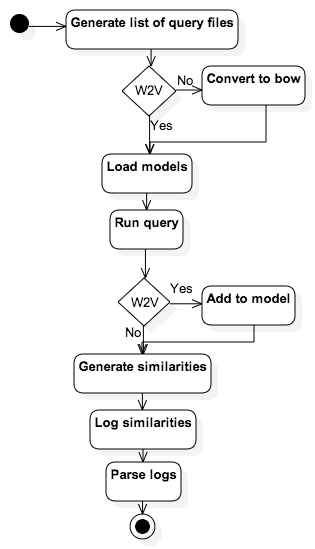 Generate list of query files
W2V
No
Convert to bow
Yes
Load models
Run query
W2V
Yes
Add to model
No
Generate similarities
Log similarities
Parse logs